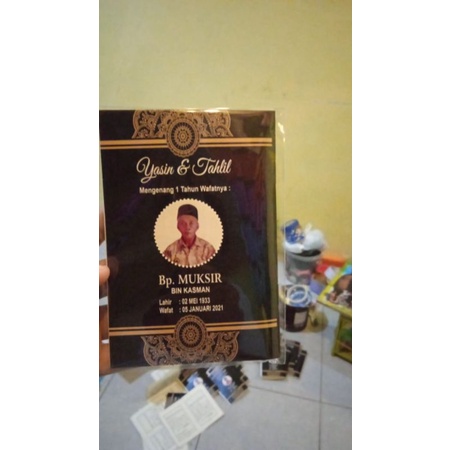 Yasin & Tahlil
Mengenang 1 Tahun Wafatnya :
Bp. MUKSIR
BIN KASMAN
Lahir : 02 MEI 1933
Wafat : 05 JANUARI 2021